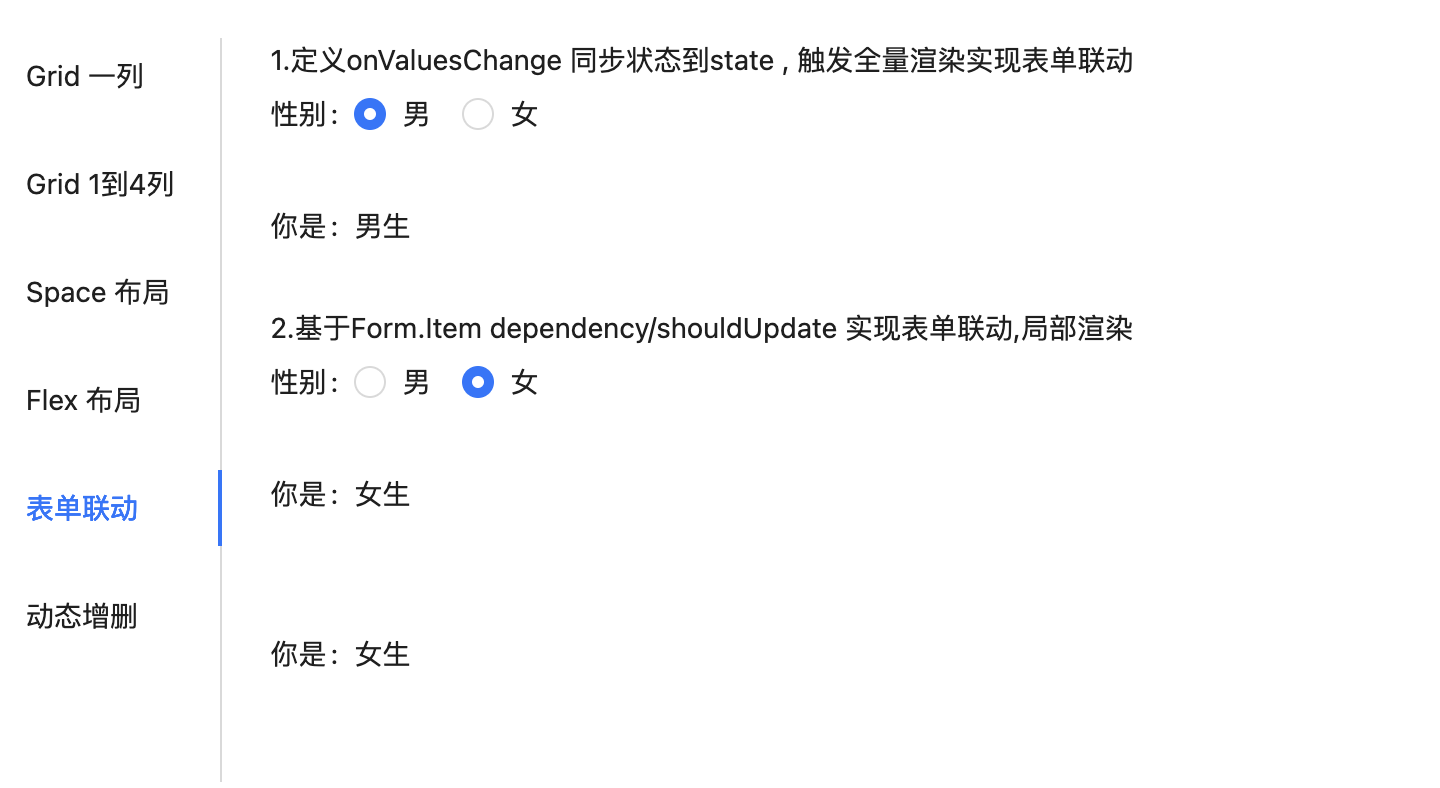 Grid 一列
Grid 1到4列
Space 布局
Flex 布局
表单联动
动态增删
1.定义onValuesChange 同步状态到state , 触发全量渲染实现表单联动
性别： 男 女
你是：男生
2.基于Form.Item dependency/shouldUpdate 实现表单联动,局部渲染
性别： 男 女
你是：女生
你是：女生